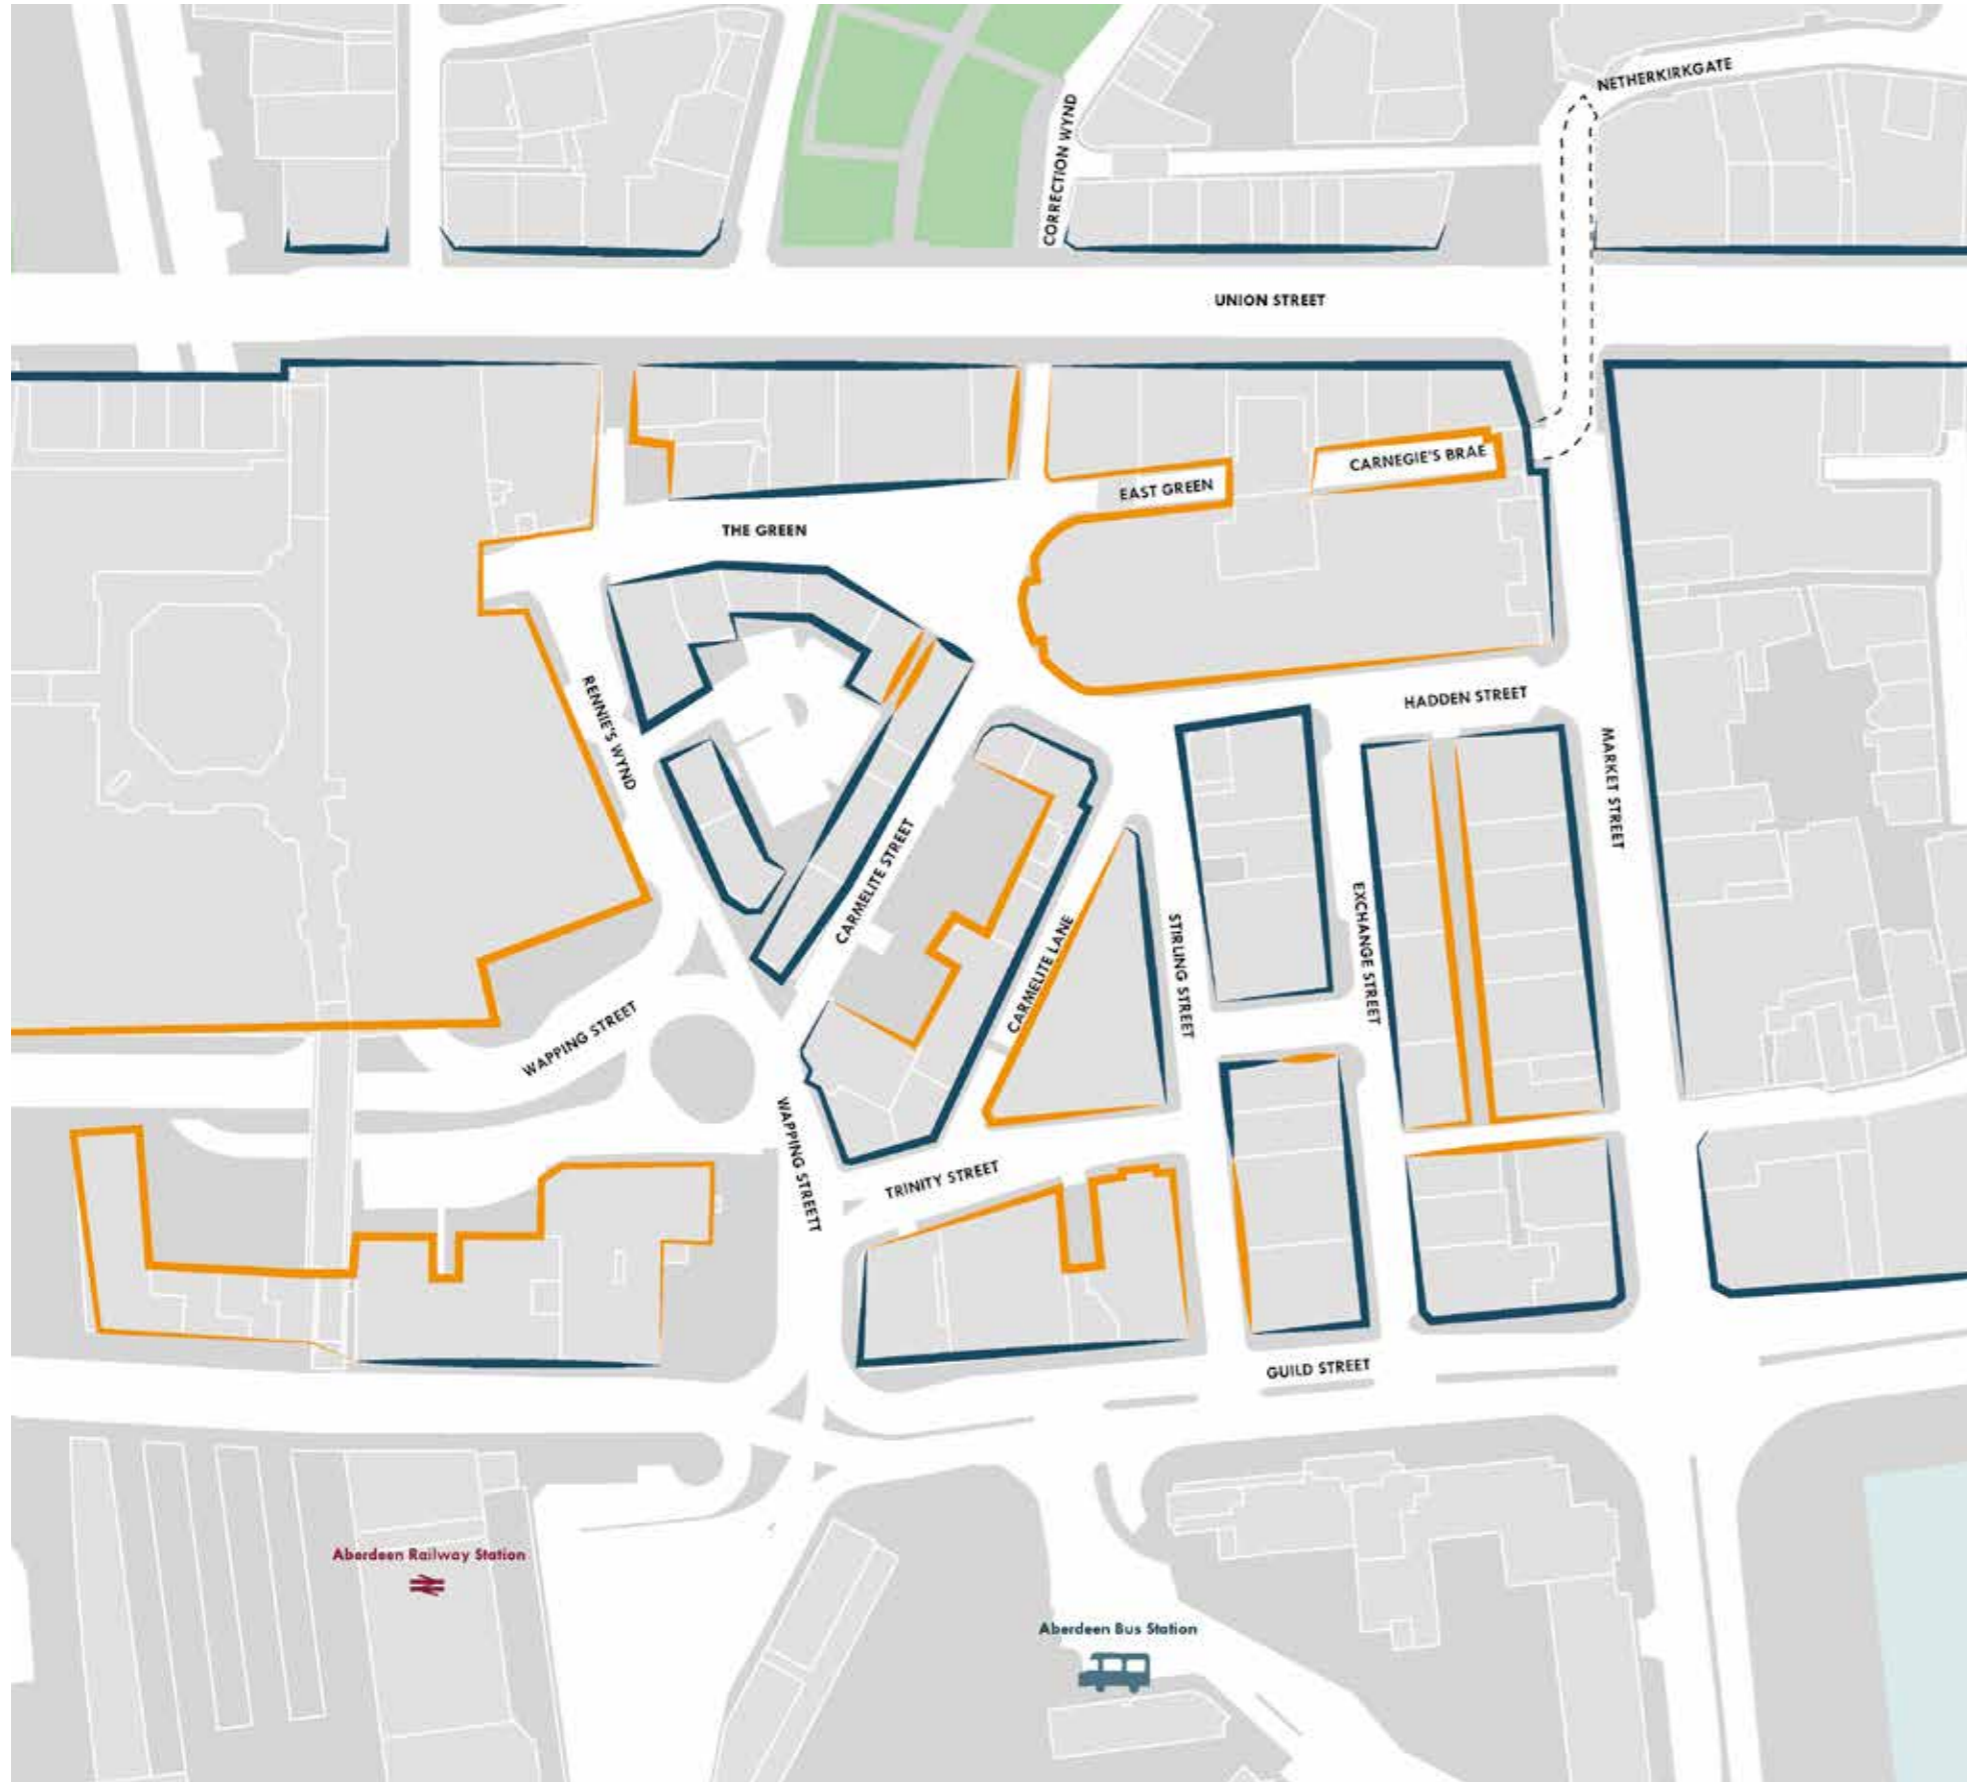 NETHERKIRKGATE
CORRECTION WYND
UNION STREET
CARNEGIE'S BRAE
EAST GREEN
THE GREEN
RENNIE'S WYND
HADDEN STREET
MARKET STREET
CARMELITE STREET
EXCHANGE STREET
CARMELITE LANE
STIRLING STREET
WAPPING STREET
WAPPING STREETT
TRINITY STREET
GUILD STREET
Aberdeen Railway Station
Aberdeen Bus Station